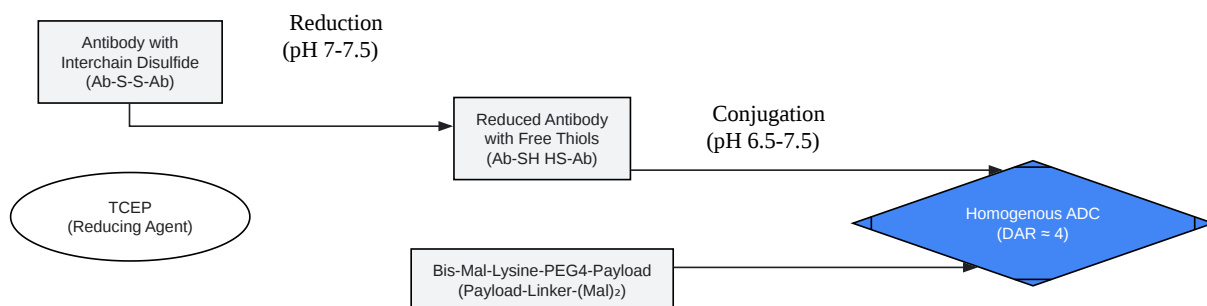 Antibody with
Interchain Disulfide
(Ab-S-S-Ab)
Reduction
(pH 7-7.5)
Reduced Antibody
with Free Thiols
(Ab-SH HS-Ab)
Conjugation
(pH 6.5-7.5)
TCEP
(Reducing Agent)
Homogenous ADC
(DAR ≈ 4)
Bis-Mal-Lysine-PEG4-Payload
(Payload-Linker-(Mal)₂)